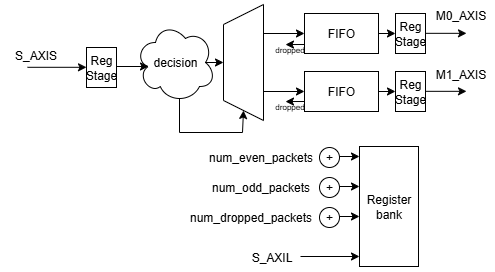 S_AXIS
Reg
Stage
decision
dropped
FIFO
Reg
Stage
M0_AXIS
dropped
FIFO
Reg
Stage
M1_AXIS
num_even_packets
+
num_odd_packets
+
num_dropped_packets
+
Register
bank
S_AXIL